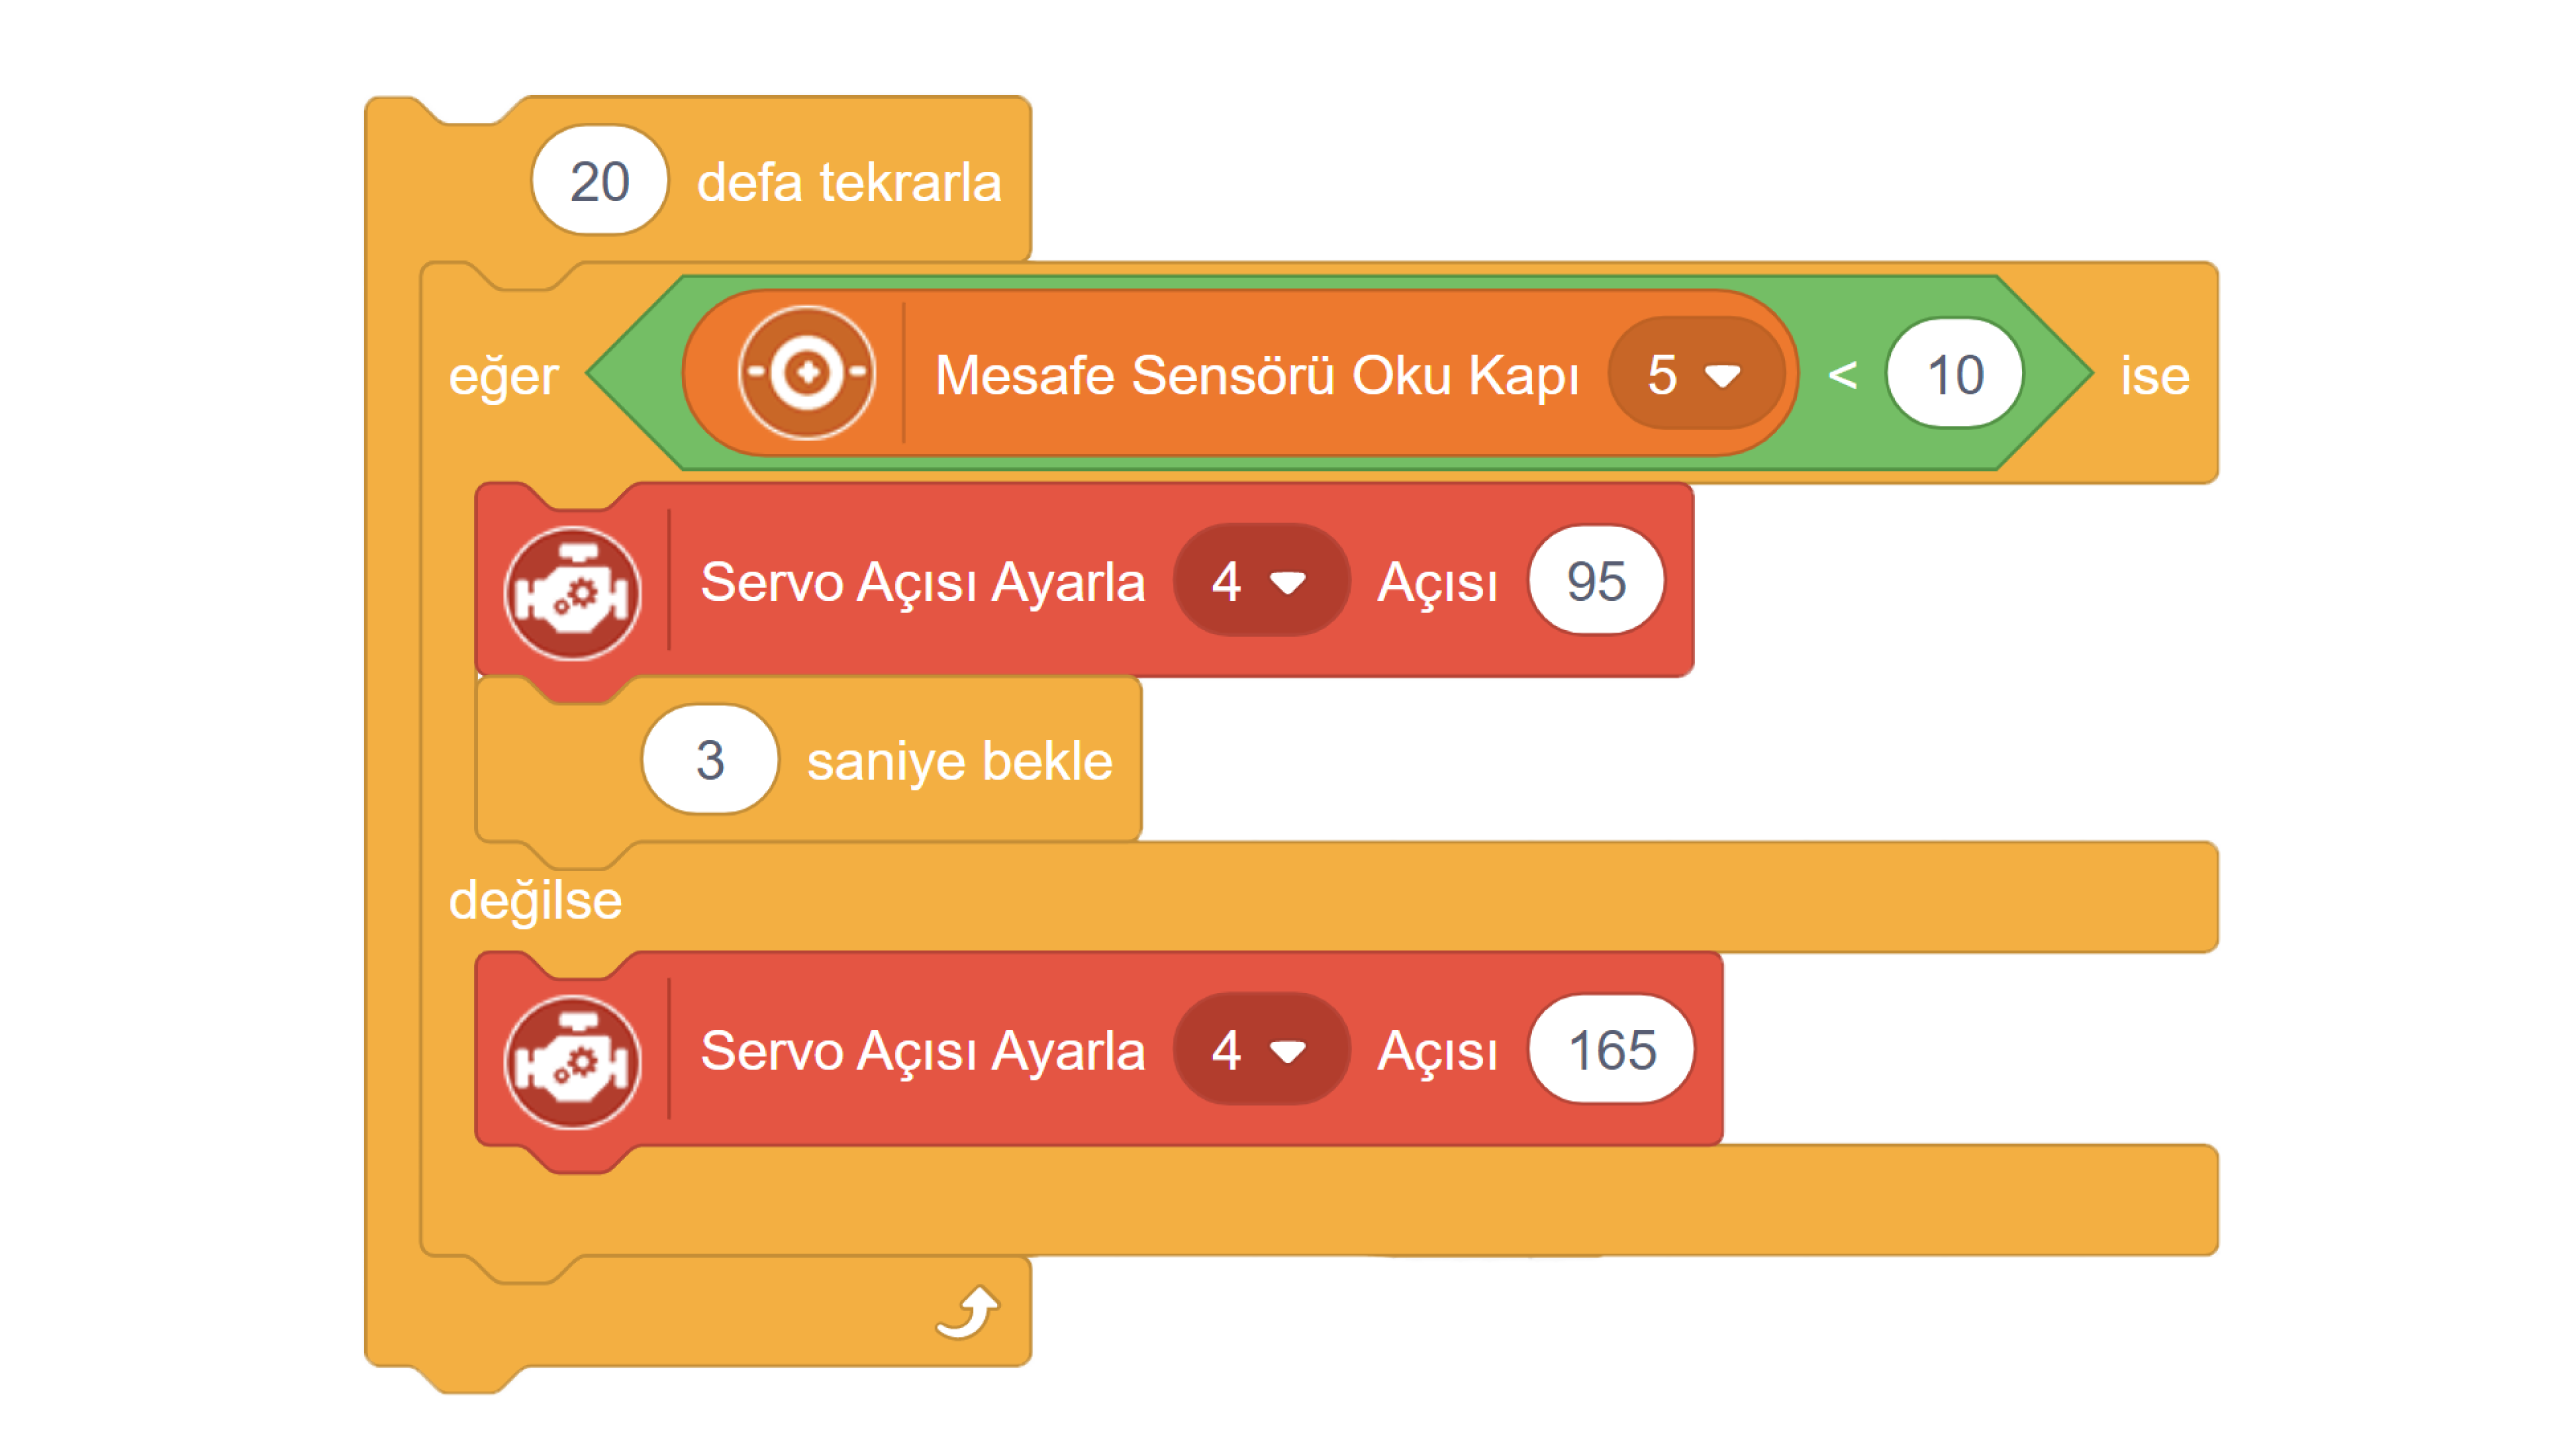 20 defa tekrarla
eğer Mesafe Sensörü Oku Kapı 5 < 10 ise
Servo Açısı Ayarla 4 Açısı 95
3 saniye bekle
değilse
Servo Açısı Ayarla 4 Açısı 165